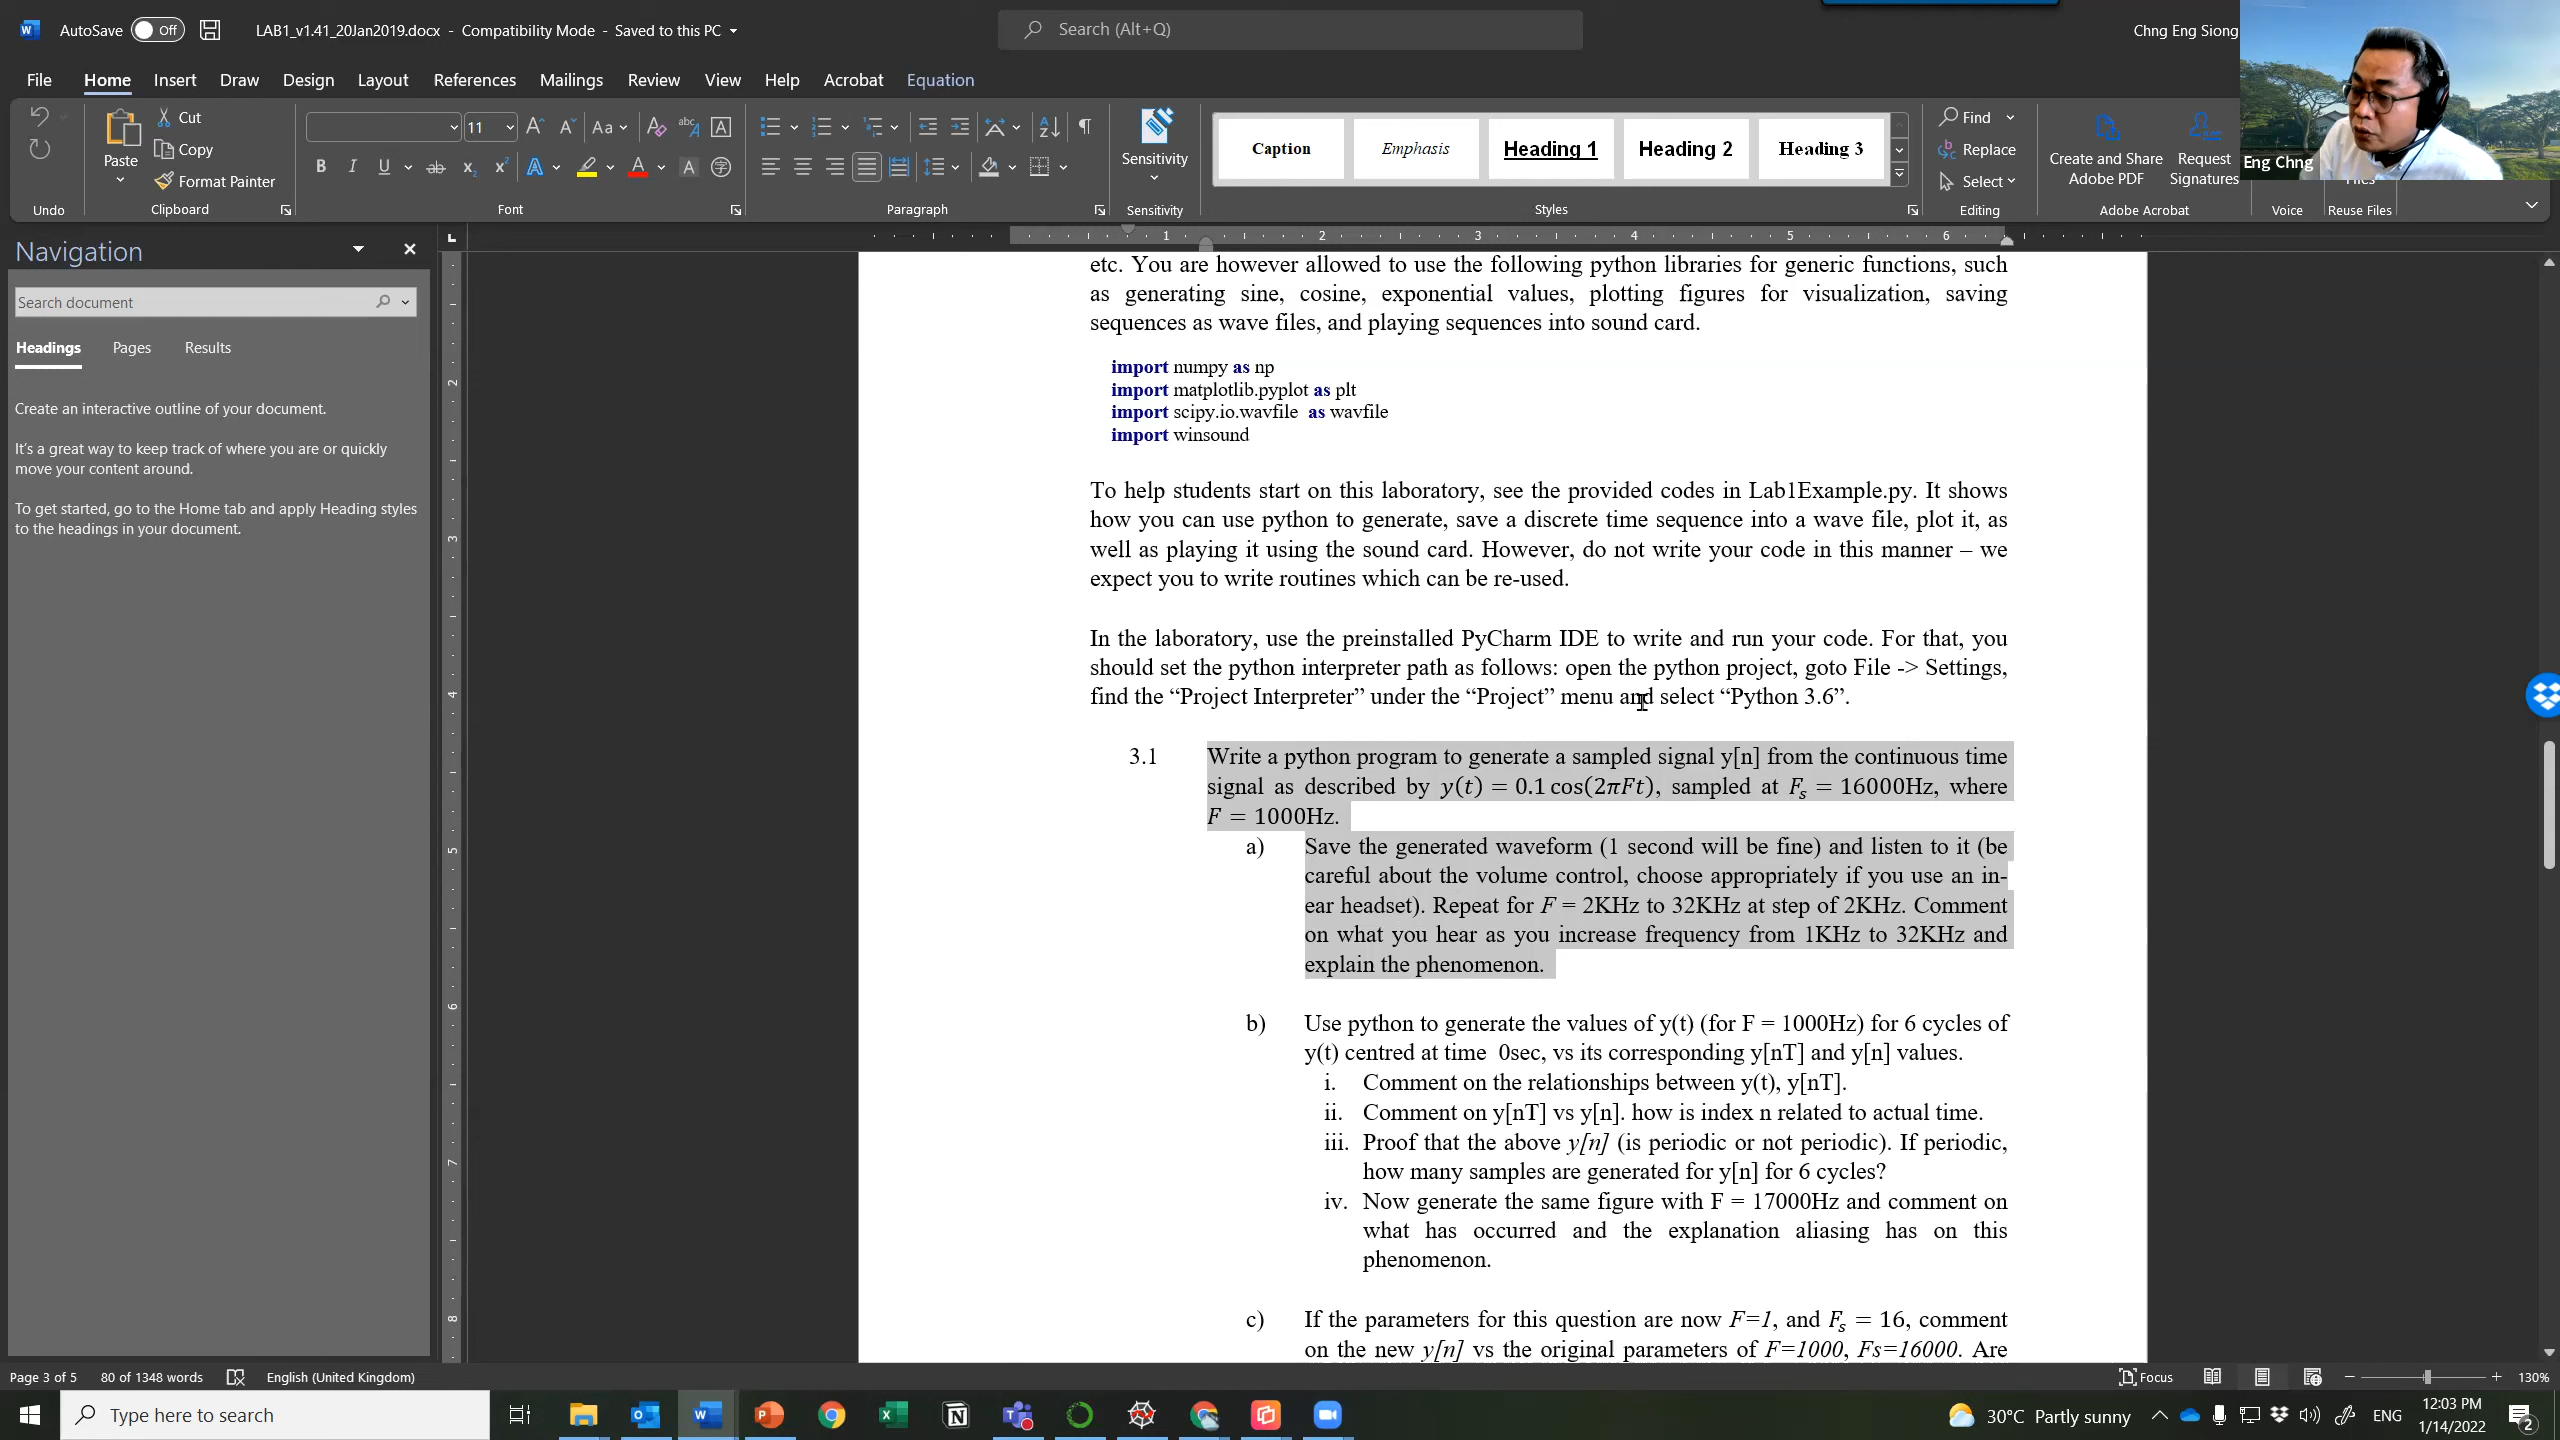 AutoSave Off LAB1_v1.41_20Jan2019.docx - Compatibility Mode - Saved to this PC Search (Alt+Q) Chng Eng Siong
File Home Insert Draw Design Layout References Mailings Review View Help Acrobat Equation
Cut
Copy
Format Painter
Paste
11
Sensitivity
Caption Emphasis Heading 1 Heading 2 Heading 3
Find
Replace
Select
Create and Share
Adobe PDF
Request
Signatures
Eng Chng
Undo Clipboard Font Paragraph Sensitivity Styles Editing Adobe Acrobat Voice Reuse Files
Navigation
Search document
Headings Pages Results
Create an interactive outline of your document.
It's a great way to keep track of where you are or quickly
move your content around.
To get started, go to the Home tab and apply Heading styles
to the headings in your document.
1 2 3 4 5 6
2
3
4
5
6
7
8
etc. You are however allowed to use the following python libraries for generic functions, such
as generating sine, cosine, exponential values, plotting figures for visualization, saving
sequences as wave files, and playing sequences into sound card.
import numpy as np
import matplotlib.pyplot as plt
import scipy.io.wavfile as wavfile
import winsound
To help students start on this laboratory, see the provided codes in Lab1Example.py. It shows
how you can use python to generate, save a discrete time sequence into a wave file, plot it, as
well as playing it using the sound card. However, do not write your code in this manner – we
expect you to write routines which can be re-used.
In the laboratory, use the preinstalled PyCharm IDE to write and run your code. For that, you
should set the python interpreter path as follows: open the python project, goto File -> Settings,
find the “Project Interpreter” under the “Project” menu and select “Python 3.6”.
3.1 Write a python program to generate a sampled signal y[n] from the continuous time
signal as described by y(t) = 0.1 cos(2πFt), sampled at Fs = 16000Hz, where
F = 1000Hz.
a) Save the generated waveform (1 second will be fine) and listen to it (be
careful about the volume control, choose appropriately if you use an in-
ear headset). Repeat for F = 2KHz to 32KHz at step of 2KHz. Comment
on what you hear as you increase frequency from 1KHz to 32KHz and
explain the phenomenon.
b) Use python to generate the values of y(t) (for F = 1000Hz) for 6 cycles of
y(t) centred at time 0sec, vs its corresponding y[nT] and y[n] values.
i. Comment on the relationships between y(t), y[nT].
ii. Comment on y[nT] vs y[n]. how is index n related to actual time.
iii. Proof that the above y[n] (is periodic or not periodic). If periodic,
how many samples are generated for y[n] for 6 cycles?
iv. Now generate the same figure with F = 17000Hz and comment on
what has occurred and the explanation aliasing has on this
phenomenon.
c) If the parameters for this question are now F=1, and Fs = 16, comment
on the new y[n] vs the original parameters of F=1000, Fs=16000. Are
Page 3 of 5 80 of 1348 words English (United Kingdom) Focus 130%
Type here to search 30°C Partly sunny ENG 12:03 PM
1/14/2022
2